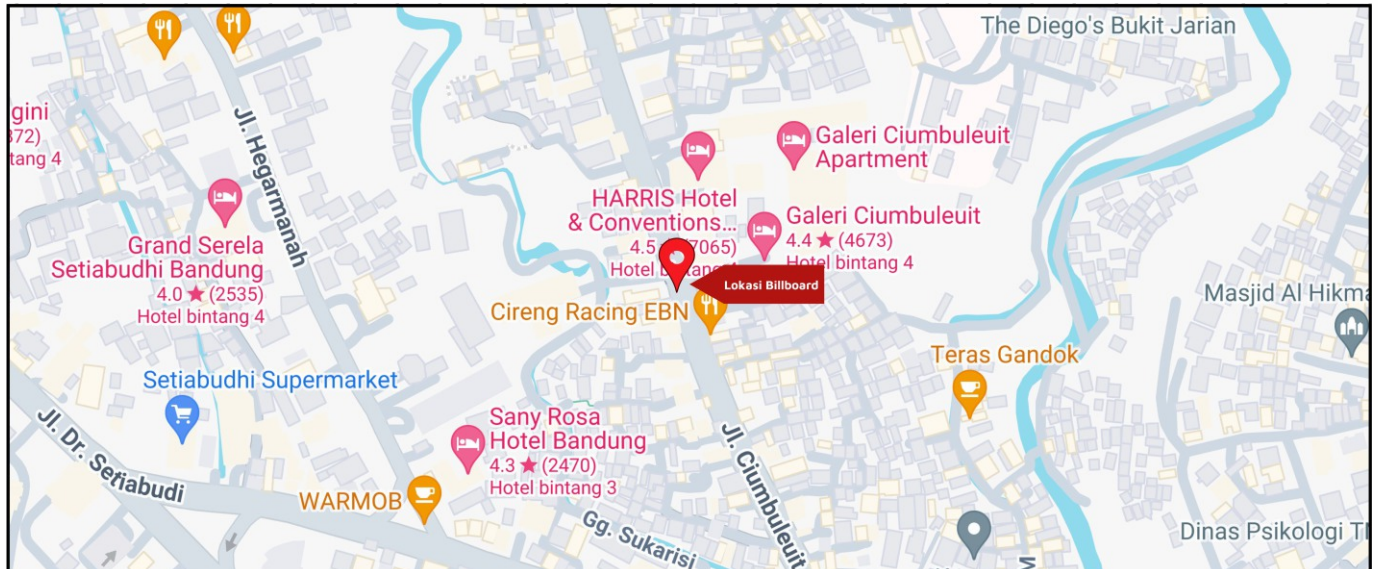 The Diego's Bukit Jarian
gini
372)
tang 4
Jl. Hegarmanah
Galeri Ciumbuleuit
Apartment
HARRIS Hotel
& Conventions...
4.5 7065)
Galeri Ciumbuleuit
4.4 ★ (4673)
Hotel bintang 4
Lokasi Billboard
Grand Serela
Setiabudhi Bandung
4.0 ★ (2535)
Hotel bintang 4
Cireng Racing EBN
Masjid Al Hikma
Teras Gandok
Setiabudhi Supermarket
Sany Rosa
Hotel Bandung
4.3 ★ (2470)
Hotel bintang 3
Jl. Dr. Setiabudi
WARMOB
Jl. Ciumbuleuit
Gg. Sukarisi
Dinas Psikologi T